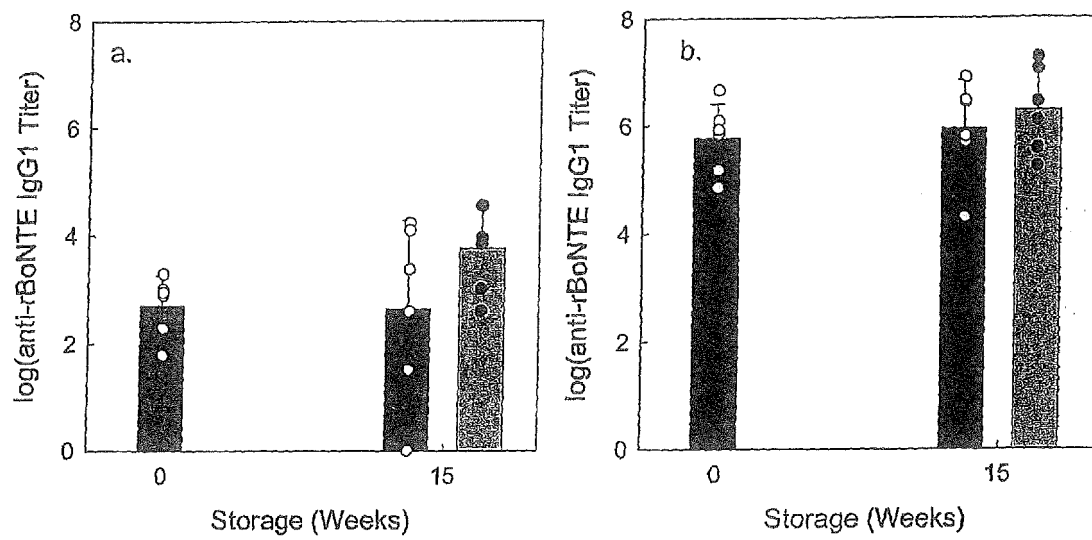 8
6
4
2
0
log(anti-rBoNTE IgG1 Titer)
a.
0 15
Storage (Weeks)
8
6
4
2
0
log(anti-rBoNTE IgG1 Titer)
b.
0 15
Storage (Weeks)